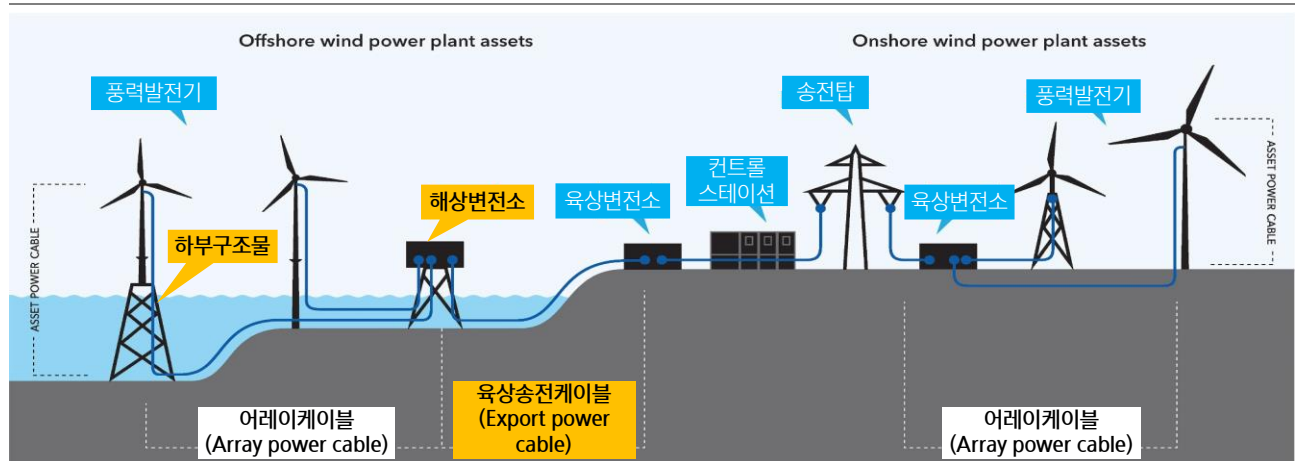 Offshore wind power plant assets
Onshore wind power plant assets
풍력발전기
송전탑
풍력발전기
해상변전소
육상변전소
컨트롤
스테이션
육상변전소
하부구조물
ASSET POWER CABLE
ASSET POWER CABLE
어레이케이블
(Array power cable)
육상송전케이블
(Export power
cable)
어레이케이블
(Array power cable)